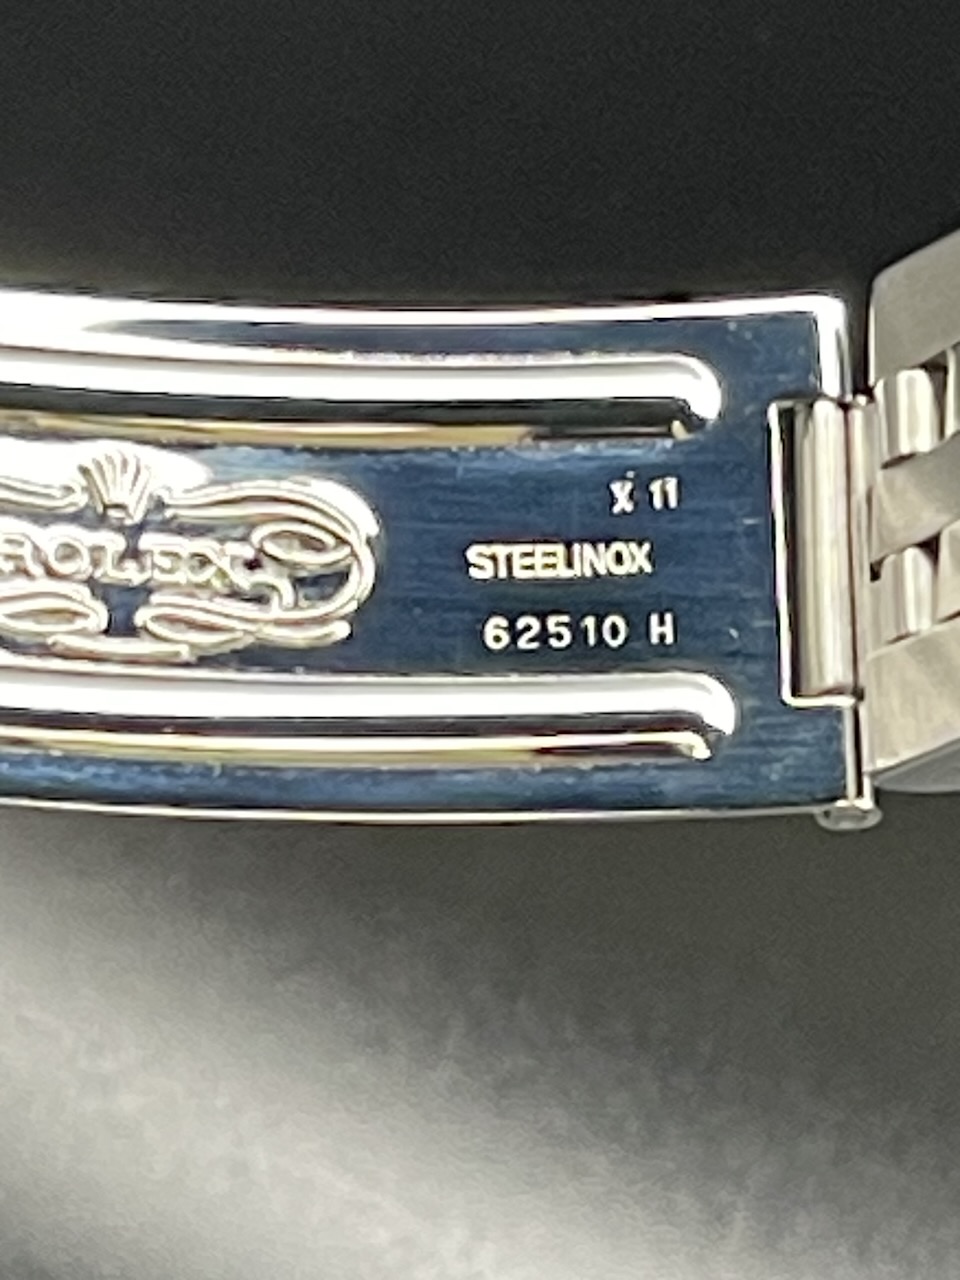 ROLEX
X 11
STEELINOX
62510 H